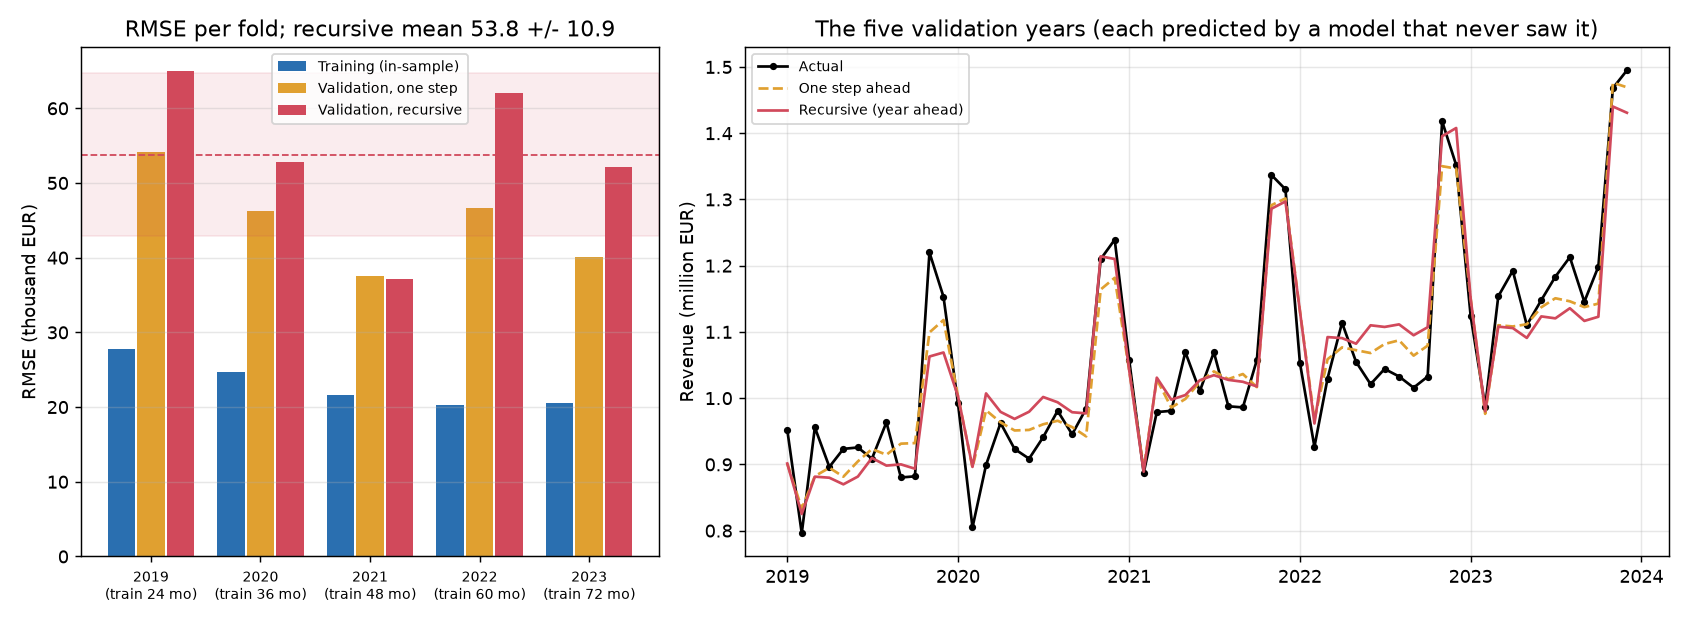 RMSE per fold; recursive mean 53.8 +/- 10.9
Training (in-sample)
Validation, one step
Validation, recursive
RMSE (thousand EUR)
60
50
40
30
20
10
0
2019
(train 24 mo)
2020
(train 36 mo)
2021
(train 48 mo)
2022
(train 60 mo)
2023
(train 72 mo)
The five validation years (each predicted by a model that never saw it)
Actual
One step ahead
Recursive (year ahead)
Revenue (million EUR)
1.5
1.4
1.3
1.2
1.1
1.0
0.9
0.8
2019
2020
2021
2022
2023
2024